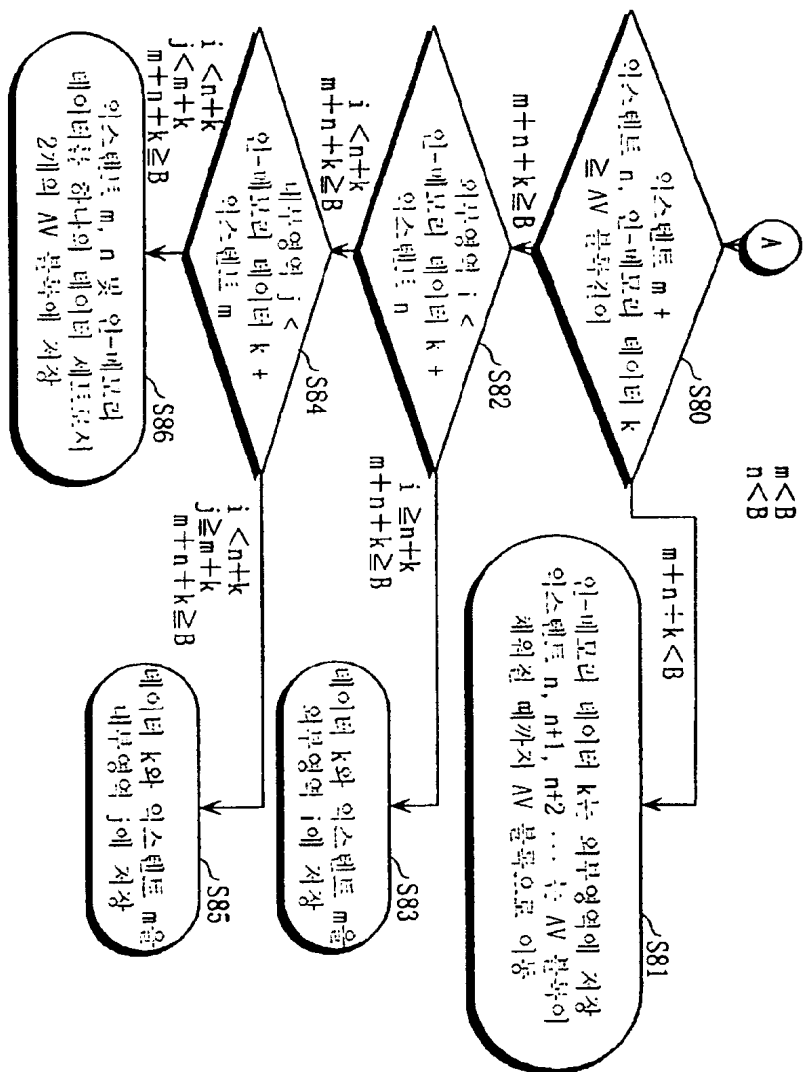 A
m<B
n<B
익스텐트 m +
익스텐트 n, 인-메모리 데이터 k
≧ AV 블록길이
S80
m+n+k<B
인-메모리 데이터 k는 외부영역에 저장
익스텐트 n, n+1, n+2 ··· 는 AV 블록이
채워질 때까지 AV 블록으로 이동
S81
m+n+k≧B
외부영역 i <
인-메모리 데이터 k +
익스텐트 n
S82
i≧n+k
m+n+k≧B
데이터 k와 익스텐트 m을
외부영역 i에 저장
S83
i<n+k
m+n+k≧B
내부영역 j <
인-메모리 데이터 k +
익스텐트 m
S84
i<n+k
j≧m+k
m+n+k≧B
데이터 k와 익스텐트 m을
내부영역 j에 저장
S85
i<n+k
j<m+k
m+n+k≧B
익스텐트 m, n 및 인-메모리
데이터를 하나의 데이터 세트로서
2개의 AV 블록에 저장
S86